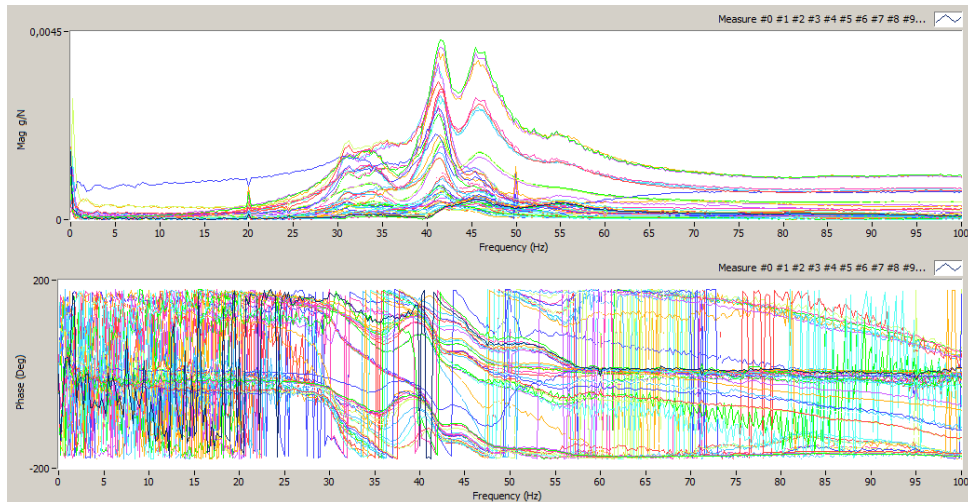 Measure #0 #1 #2 #3 #4 #5 #6 #7 #8 #9...
0,0045
Mag g/N
0
0 5 10 15 20 25 30 35 40 45 50 55 60 65 70 75 80 85 90 95 100
Frequency (Hz)
Measure #0 #1 #2 #3 #4 #5 #6 #7 #8 #9...
200
Phase (Deg)
-200
0 5 10 15 20 25 30 35 40 45 50 55 60 65 70 75 80 85 90 95 100
Frequency (Hz)